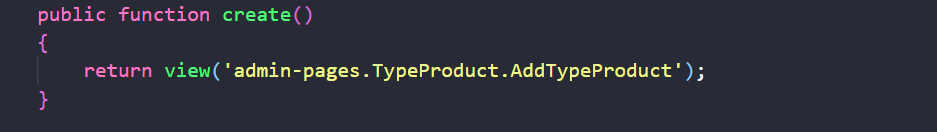 public function create()
{
    return view('admin-pages.TypeProduct.AddTypeProduct');
}